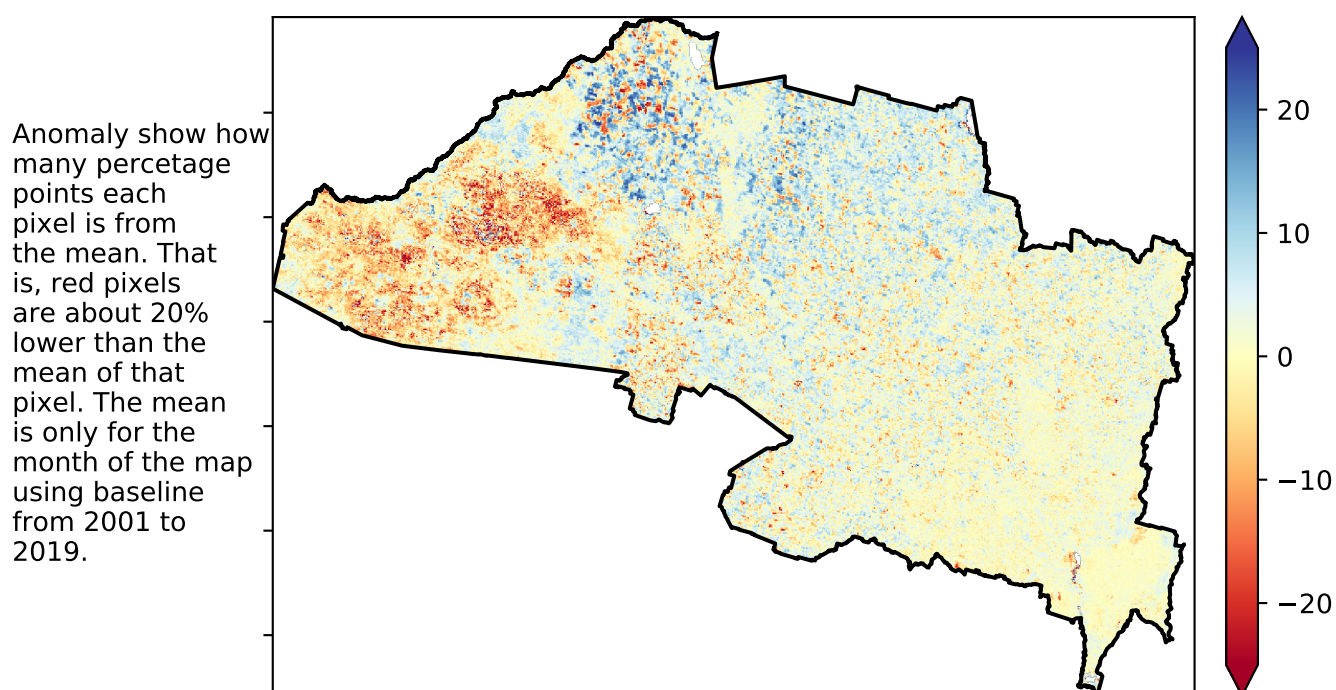 Anomaly show how
many percetage
points each
pixel is from
the mean. That
is, red pixels
are about 20%
lower than the
mean of that
pixel. The mean
is only for the
month of the map
using baseline
from 2001 to
2019.
20
10
0
−10
−20